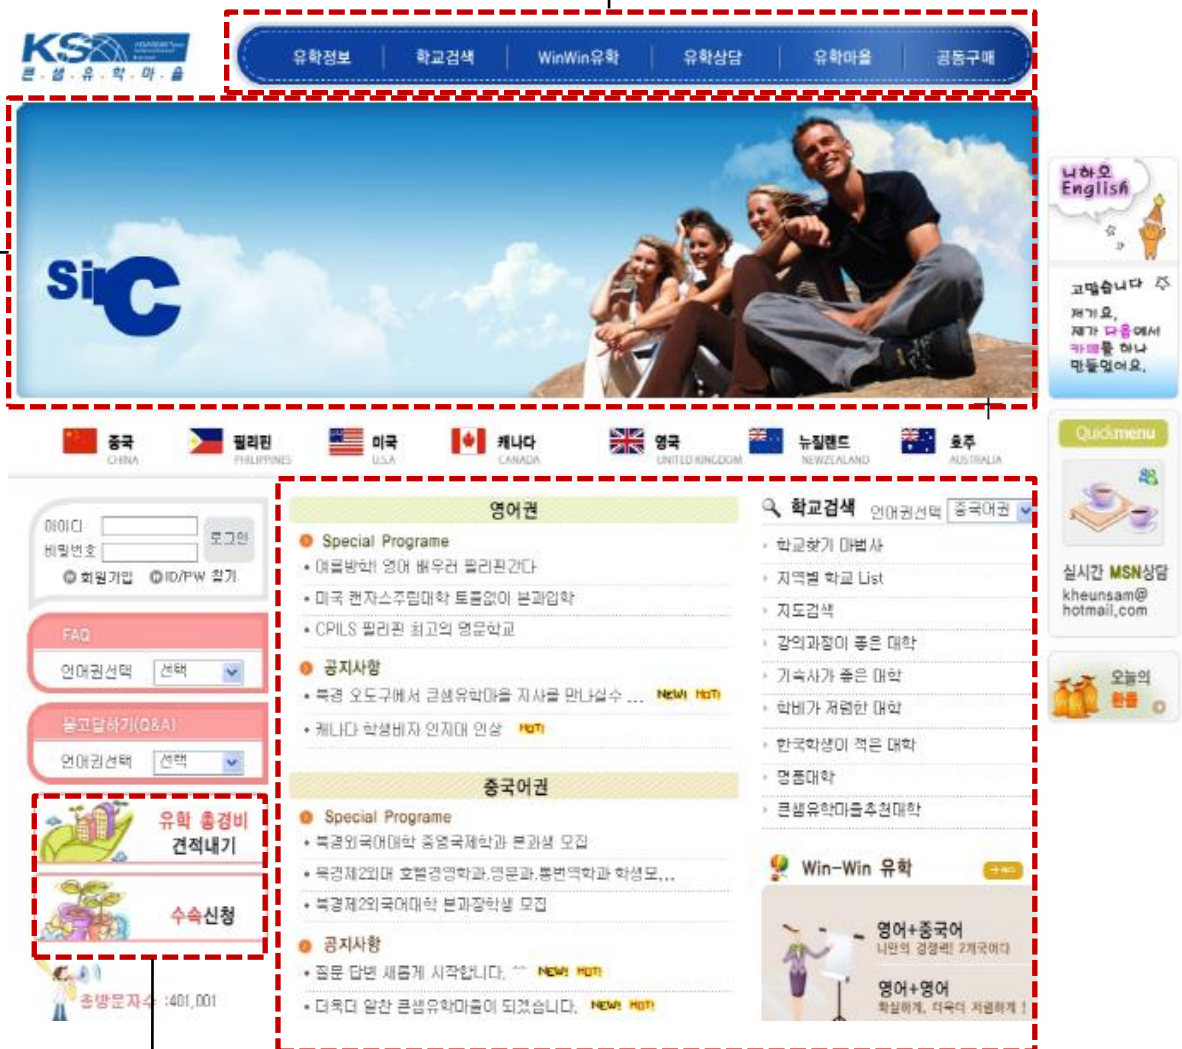 KS
큰.샘.유.학.마.을
유학정보 학교검색 WinWin유학 유학상담 유학마을 공동구매
니하오
English
고맙습니다
저기요,
제가 다음에서
카페를 하나
만들었어요.
중국 필리핀 미국 캐나다 영국 뉴질랜드 호주
CHINA PHILIPPINES U.S.A CANADA UNITED KINGDOM NEWZEALAND AUSTRALIA
Quickmenu
실시간 MSN상담
kheunsam@
hotmail,com
오늘의
환율
아이디
비밀번호
로그인
회원가입 ID/PW 찾기
FAQ
언어권선택 선택
묻고답하기(Q&A)
언어권선택 선택
유학 총경비
견적내기
수속신청
총방문자수 :401,001
영어권
Special Programe
여름방학! 영어 배우러 필리핀간다
미국 캔자스주립대학 토플없이 본과입학
CPILS 필리핀 최고의 명문학교
공지사항
북경 오도구에서 큰샘유학마을 지사를 만나실수 ... NEW! HOT!
캐나다 학생비자 인지대 인상 HOT!
중국어권
Special Programe
북경외국어대학 중영국제학과 본과생 모집
북경제2외대 호텔경영학과,영문과,통번역학과 학생모...
북경제2외국어대학 본과장학생 모집
공지사항
질문 답변 새롭게 시작합니다. ^^ NEW! HOT!
더욱더 알찬 큰샘유학마을이 되겠습니다. NEW! HOT!
학교검색 언어권선택 중국어권
학교찾기 마법사
지역별 학교 List
지도검색
강의과정이 좋은 대학
기숙사가 좋은 대학
학비가 저렴한 대학
한국학생이 적은 대학
명품대학
큰샘유학마을추천대학
Win-Win 유학
영어+중국어
나만의 경쟁력! 2개국어다
영어+영어
확실하게, 더욱더 저렴하게 !